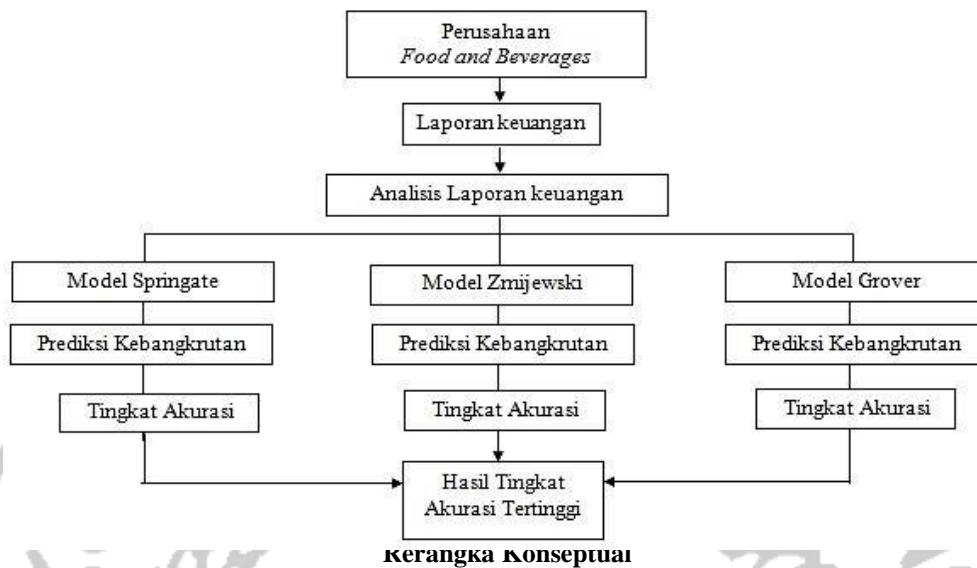 Perusahaan
Food and Beverages
Laporan keuangan
Analisis Laporan keuangan
Model Springate
Model Zmijewski
Model Grover
Prediksi Kebangkrutan
Prediksi Kebangkrutan
Prediksi Kebangkrutan
Tingkat Akurasi
Tingkat Akurasi
Tingkat Akurasi
Hasil Tingkat
Akurasi Tertinggi
Rerangka Konseptual